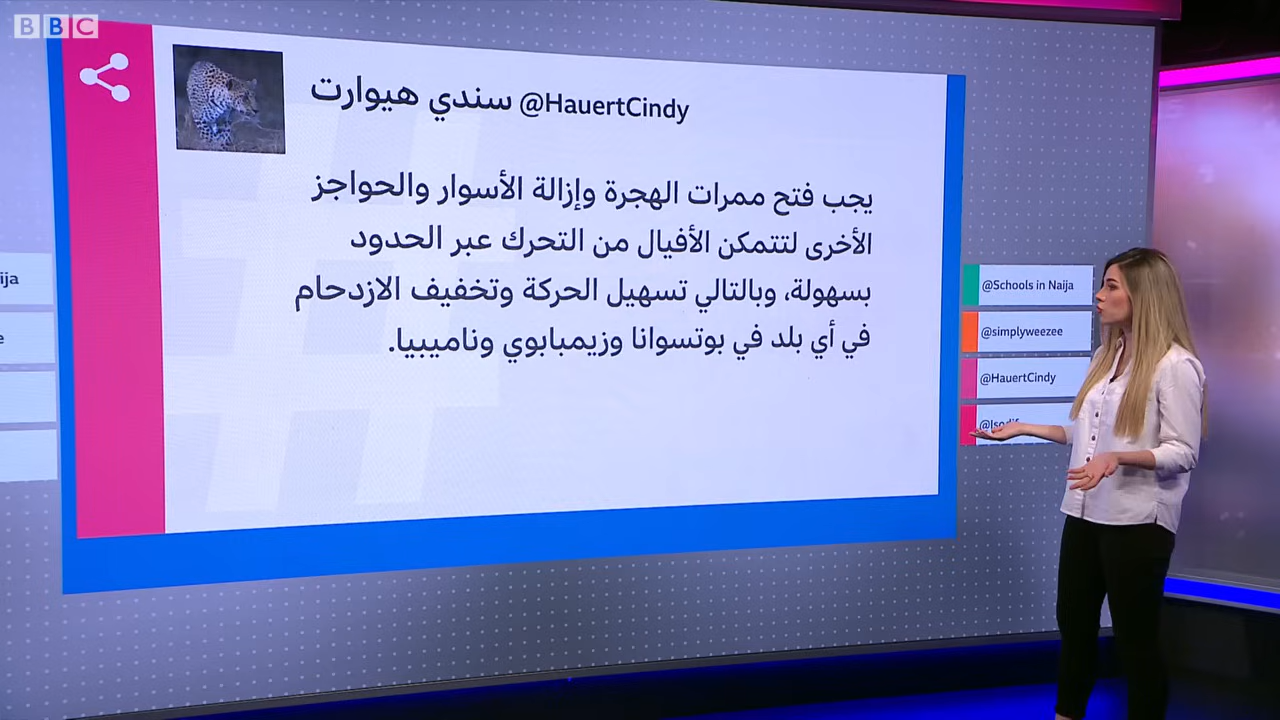 BBC
سندي هيوارت @HauertCindy
يجب فتح ممرات الهجرة وإزالة الأسوار والحواجز
الأخرى لتتمكن الأفيال من التحرك عبر الحدود
بسهولة، وبالتالي تسهيل الحركة وتخفيف الازدحام
في أي بلد في بوتسوانا وزيمبابوي وناميبيا.
@Schools in Naija
@simplyweezee
@HauertCindy